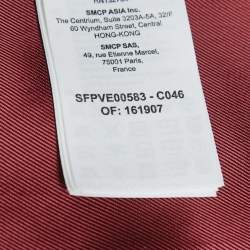 SMCP ASIA Inc.
The Centrium, Suite 3203A-5A, 32/F
60 Wyndham Street, Central
HONG-KONG
SMCP SAS,
49, rue Etienne Marcel,
75001 Paris,
France
SFPVE00583 - C046
OF: 161907